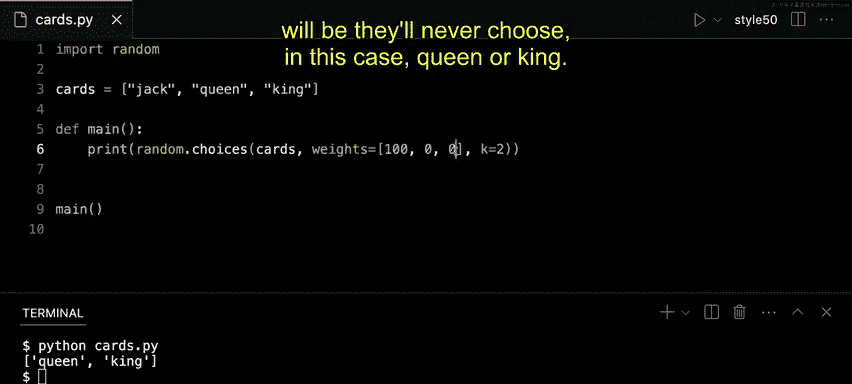 cards.py
style50
will be they'll never choose,
in this case, queen or king.
1 import random
2
3 cards = ["jack", "queen", "king"]
4
5 def main():
6     print(random.choices(cards, weights=[100, 0, 0], k=2))
7
8
9 main()
10
TERMINAL
$ python cards.py
['queen', 'king']
$